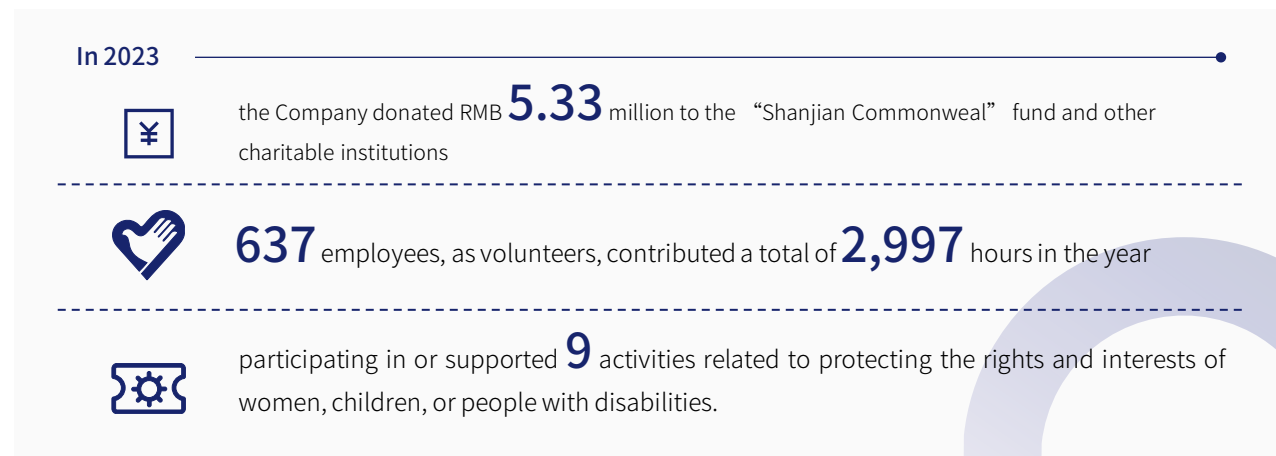 In 2023
¥
the Company donated RMB 5.33 million to the “Shanjian Commonweal” fund and other
charitable institutions
637 employees, as volunteers, contributed a total of 2,997 hours in the year
participating in or supported 9 activities related to protecting the rights and interests of
women, children, or people with disabilities.